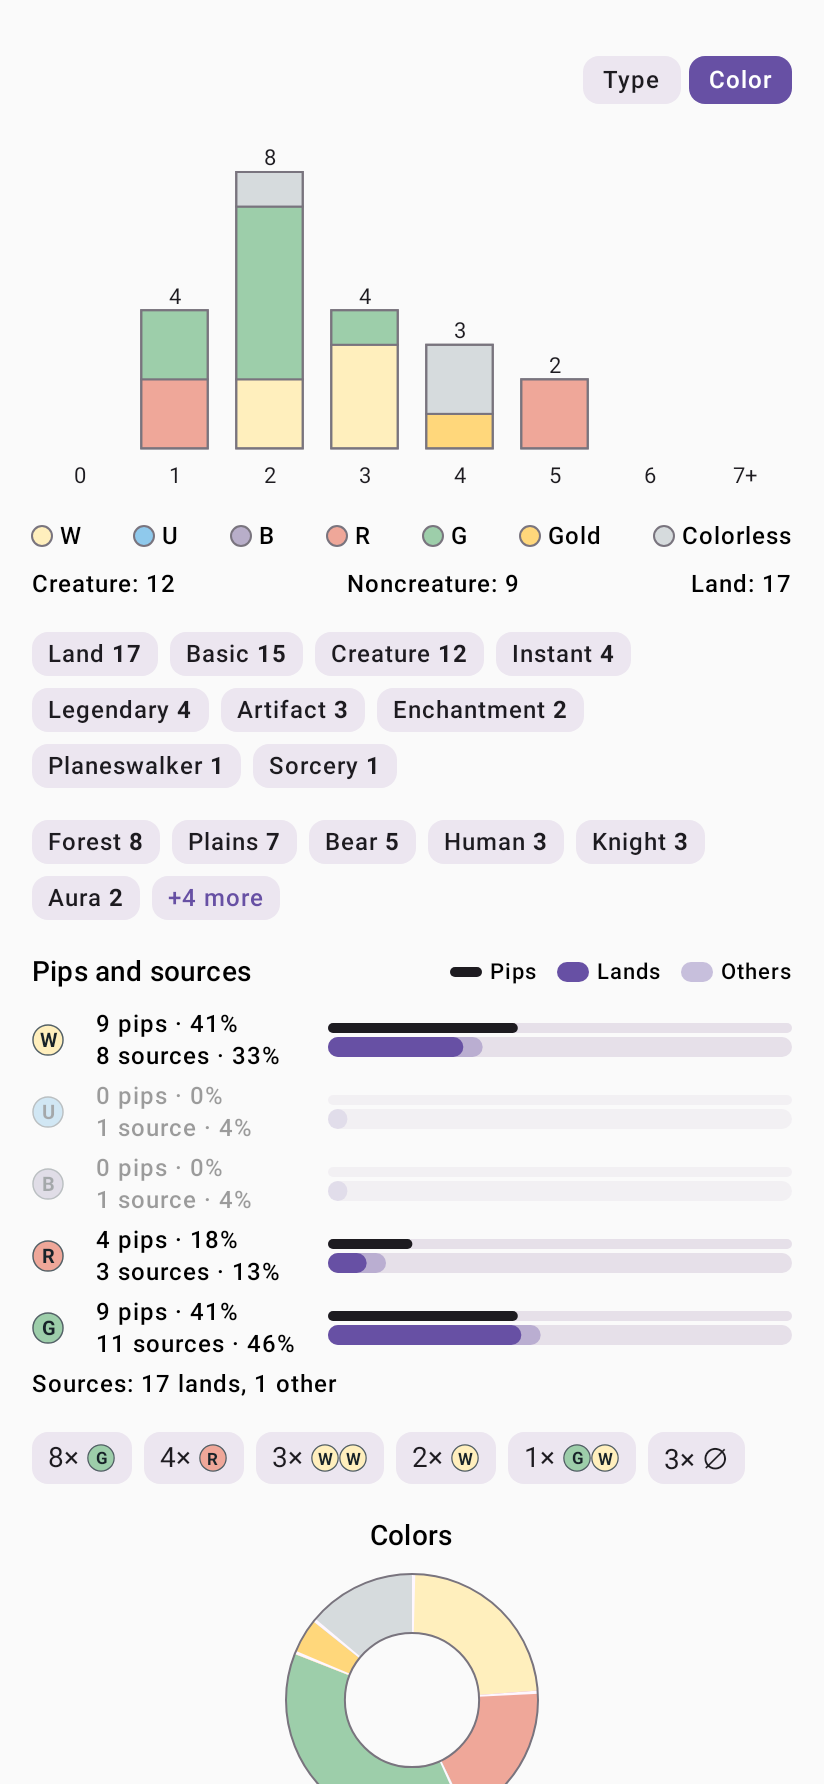 Type Color
8
4 4
3
2
0 1 2 3 4 5 6 7+
W U B R G Gold Colorless
Creature: 12 Noncreature: 9 Land: 17
Land 17 Basic 15 Creature 12 Instant 4
Legendary 4 Artifact 3 Enchantment 2
Planeswalker 1 Sorcery 1
Forest 8 Plains 7 Bear 5 Human 3 Knight 3
Aura 2 +4 more
Pips and sources Pips Lands Others
W 9 pips · 41%
8 sources · 33%
U 0 pips · 0%
1 source · 4%
B 0 pips · 0%
1 source · 4%
R 4 pips · 18%
3 sources · 13%
G 9 pips · 41%
11 sources · 46%
Sources: 17 lands, 1 other
8× G 4× R 3× W W 2× W 1× G W 3× ∅
Colors